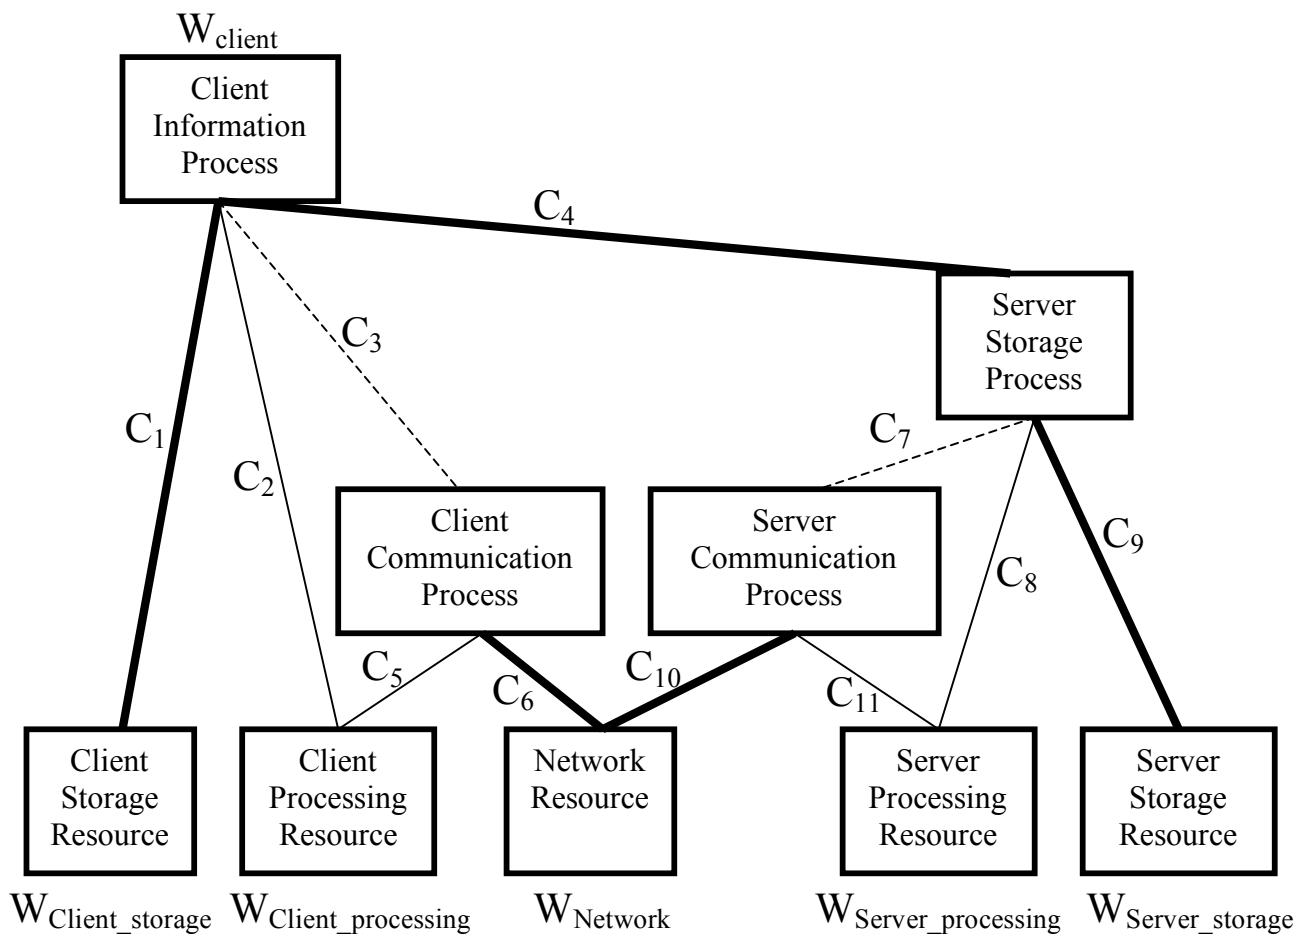 W_client
Client
Information
Process
C_4
Server
Storage
Process
C_3
C_1
C_2
C_7
Client
Communication
Process
Server
Communication
Process
C_9
C_8
C_5
C_6
C_10
C_11
Client
Storage
Resource
Client
Processing
Resource
Network
Resource
Server
Processing
Resource
Server
Storage
Resource
W_Client_storage
W_Client_processing
W_Network
W_Server_processing
W_Server_storage